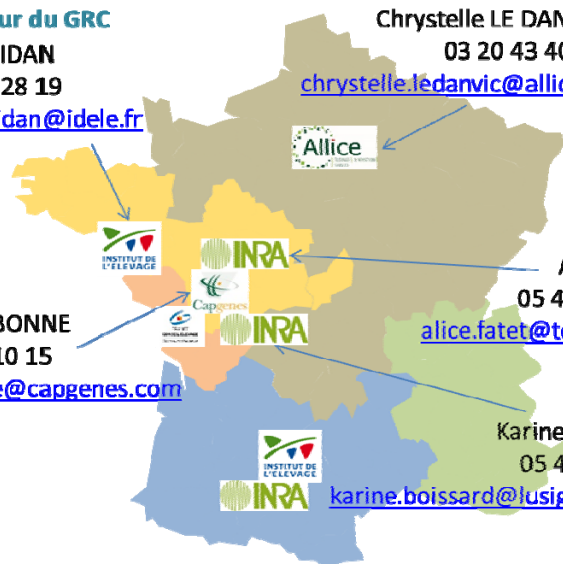 ur du GRC
IDAN
28 19
idan@idele.fr
Chrystelle LE DAN
03 20 43 40
chrystelle.ledanvic@allic
Allice
INSTITUT DE
L'ELEVAGE
INRA
Capgenes
INRA
A
05 4
alice.fatet@to
BONNE
10 15
e@capgenes.com
Karine
05 4
karine.boissard@lusig
INSTITUT DE
L'ELEVAGE
INRA